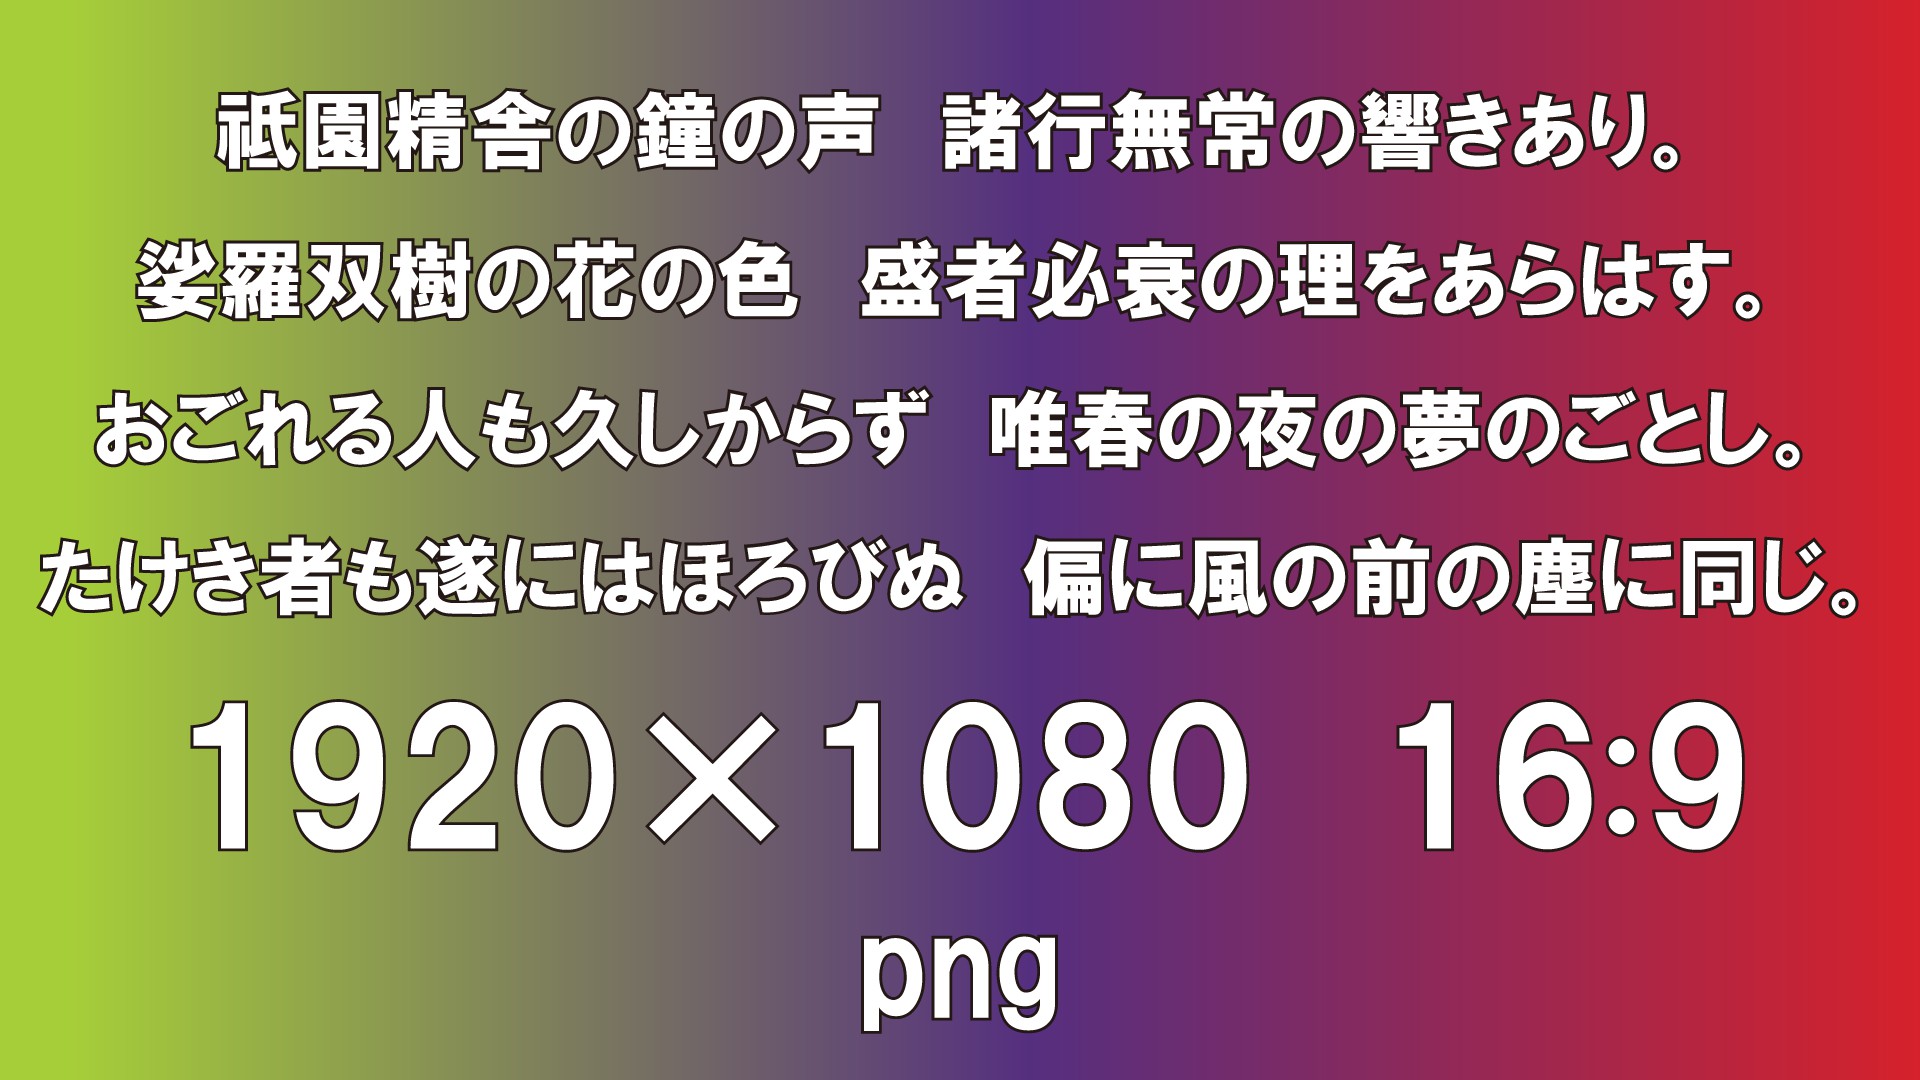 祇園精舎の鐘の声　諸行無常の響きあり。
娑羅双樹の花の色　盛者必衰の理をあらはす。
おごれる人も久しからず　唯春の夜の夢のごとし。
たけき者も遂にはほろびぬ　偏に風の前の塵に同じ。
1920×1080　16:9
png